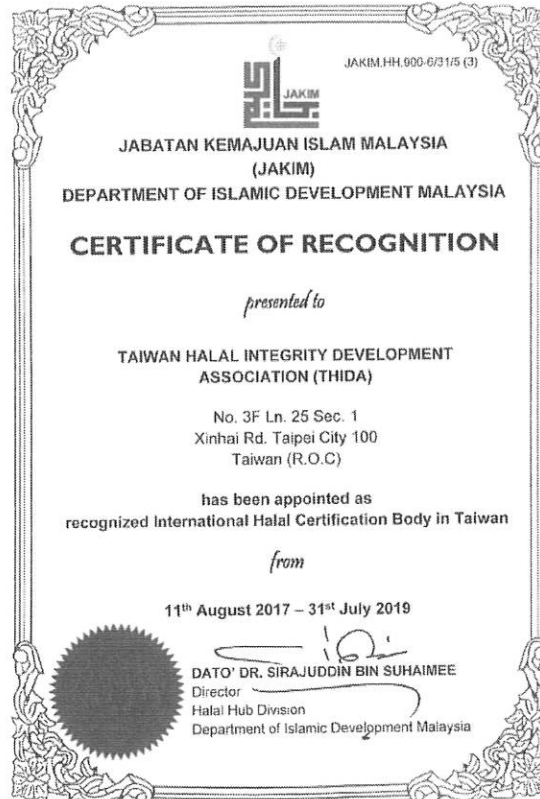 JAKIM.HH.900-6/31/5 (3)
JAKIM
JABATAN KEMAJUAN ISLAM MALAYSIA
(JAKIM)
DEPARTMENT OF ISLAMIC DEVELOPMENT MALAYSIA
CERTIFICATE OF RECOGNITION
presented to
TAIWAN HALAL INTEGRITY DEVELOPMENT
ASSOCIATION (THIDA)
No. 3F Ln. 25 Sec. 1
Xinhai Rd. Taipei City 100
Taiwan (R.O.C)
has been appointed as
recognized International Halal Certification Body in Taiwan
from
11th August 2017 – 31st July 2019
DATO' DR. SIRAJUDDIN BIN SUHAIMEE
Director
Halal Hub Division
Department of Islamic Development Malaysia